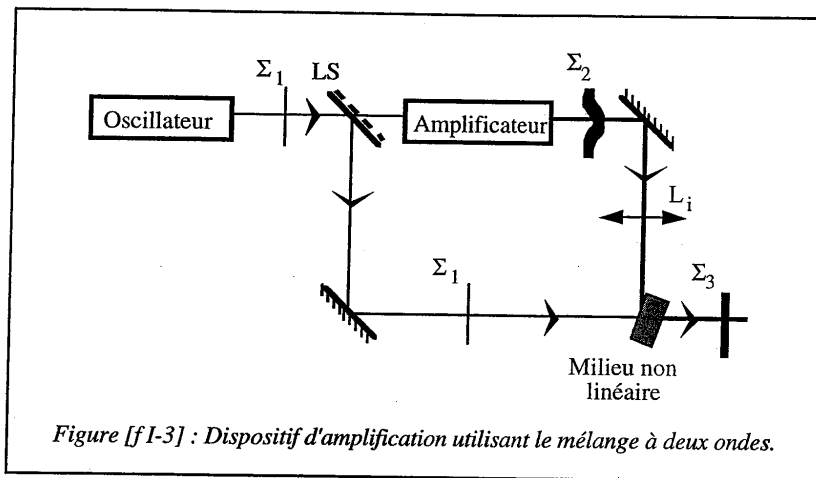 Σ1
LS
Σ2
Oscillateur
Amplificateur
Li
Σ1
Σ3
Milieu non
linéaire
Figure [f I-3] : Dispositif d'amplification utilisant le mélange à deux ondes.